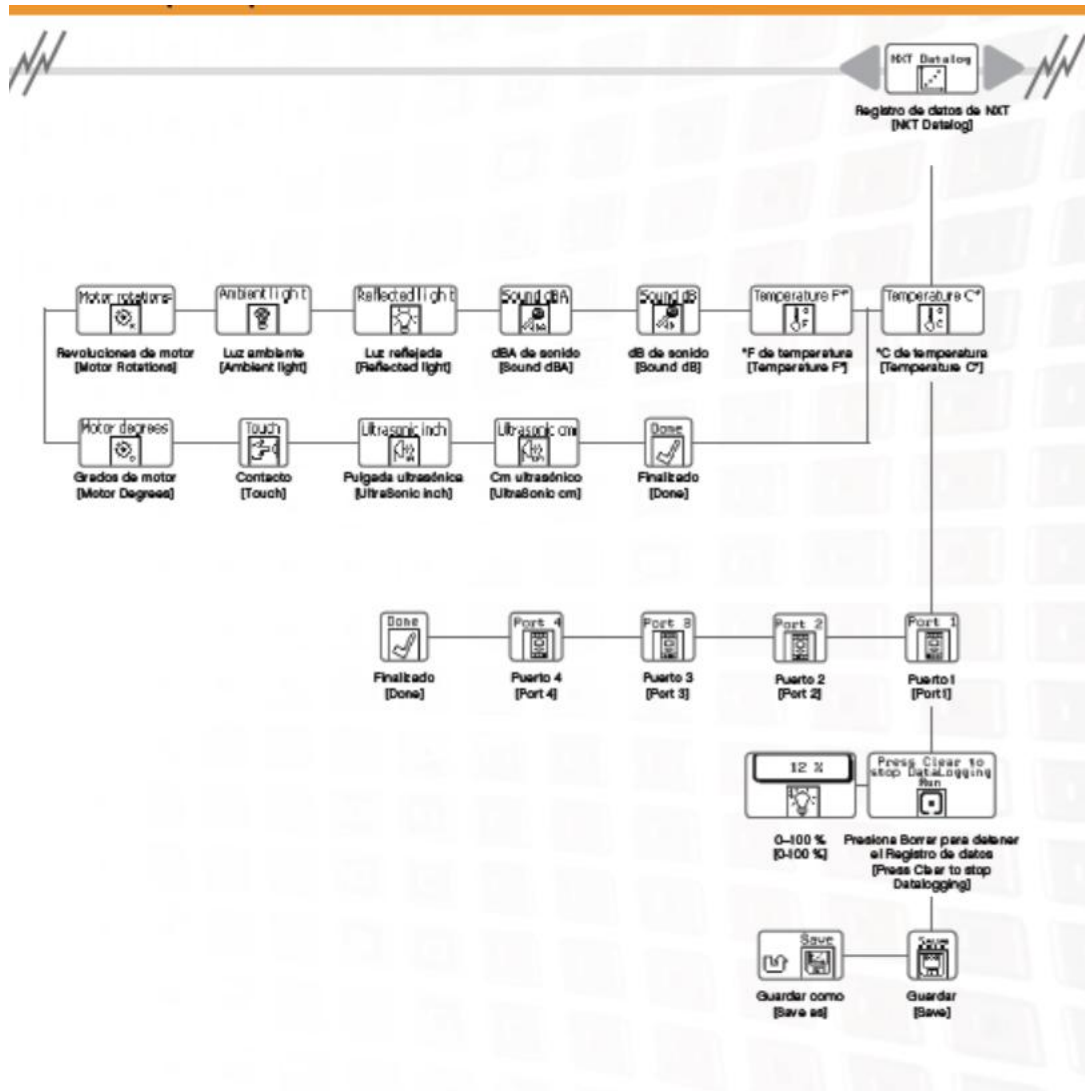 NXT Datalog
Registro de datos de NXT
[NXT Datalog]
Motor rotations
Ambient light
Reflected light
Sound dBA
Sound dB
Temperature F°
Temperature C°
Revoluciones de motor
[Motor Rotations]
Luz ambiente
[Ambient light]
Luz reflejada
[Reflected light]
dBA de sonido
[Sound dBA]
dB de sonido
[Sound dB]
°F de temperatura
[Temperature F°]
°C de temperatura
[Temperature C°]
Motor degrees
Touch
Ultrasonic inch
Ultrasonic cm
Done
Grados de motor
[Motor Degrees]
Contacto
[Touch]
Pulgada ultrasónica
[UltraSonic inch]
Cm ultrasónico
[UltraSonic cm]
Finalizado
[Done]
Done
Port 4
Port 3
Port 2
Port 1
Finalizado
[Done]
Puerto 4
[Port 4]
Puerto 3
[Port 3]
Puerto 2
[Port 2]
Puerto1
[Port1]
12 %
Press Clear to
stop DataLogging
Run
0–100 %
[0-100 %]
Presiona Borrar para detener
el Registro de datos
[Press Clear to stop
Datalogging]
Save
Save
Guardar como
[Save as]
Guardar
[Save]